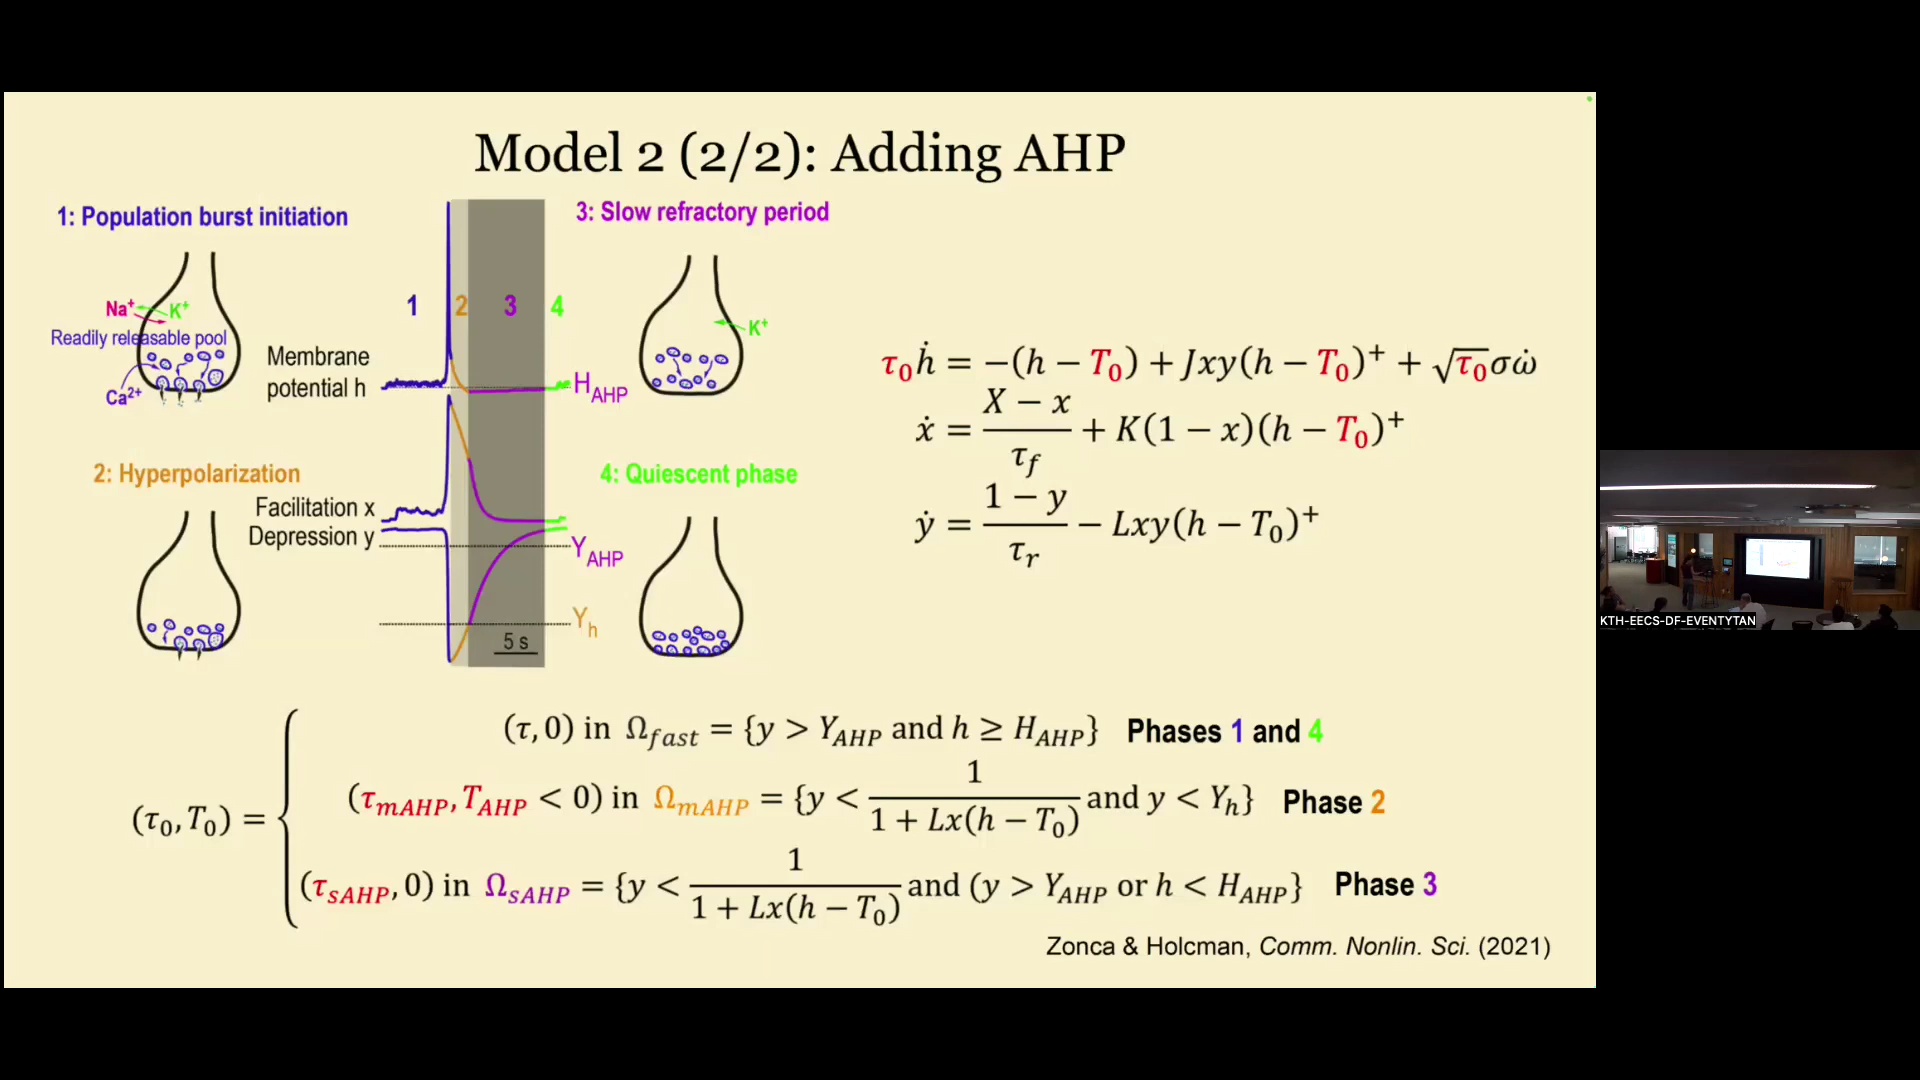 Model 2 (2/2): Adding AHP
1: Population burst initiation
Na⁺
K⁺
Readily releasable pool
Ca²⁺
2: Hyperpolarization
Membrane
potential h
Facilitation x
Depression y
1
2
3
4
H_AHP
Y_AHP
Y_h
5 s
3: Slow refractory period
K⁺
4: Quiescent phase
τ₀ḣ = −(h − T₀) + Jxy(h − T₀)⁺ + √τ₀σω̇
ẋ = (X − x)/τ_f + K(1 − x)(h − T₀)⁺
ẏ = (1 − y)/τ_r − Lxy(h − T₀)⁺
(τ₀, T₀) = {
(τ, 0) in Ω_fast = {y > Y_AHP and h ≥ H_AHP} Phases 1 and 4
(τ_mAHP, T_AHP < 0) in Ω_mAHP = {y < 1/(1 + Lx(h − T₀)) and y < Y_h} Phase 2
(τ_sAHP, 0) in Ω_sAHP = {y < 1/(1 + Lx(h − T₀)) and (y > Y_AHP or h < H_AHP} Phase 3
Zonca & Holcman, Comm. Nonlin. Sci. (2021)
KTH-EECS-DF-EVENTYTAN